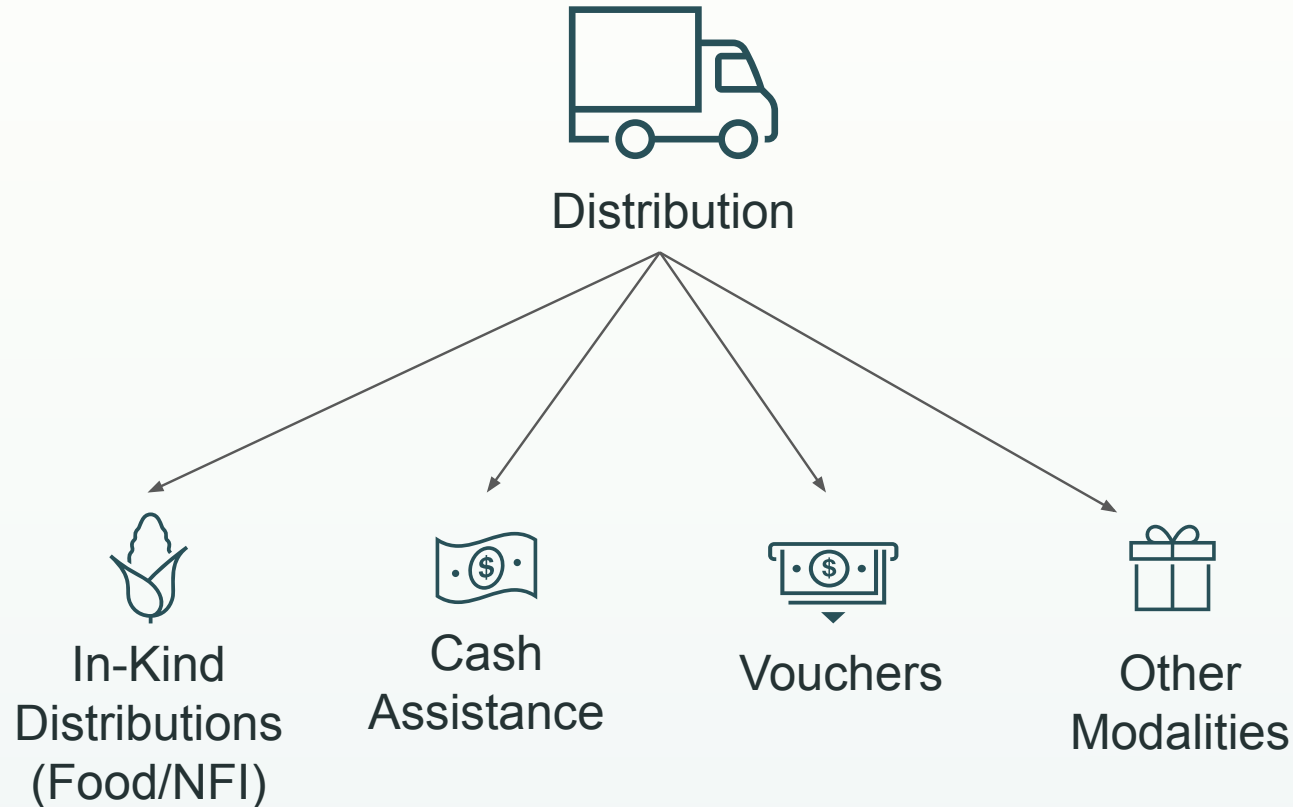 Distribution
$
$
In-Kind
Distributions
(Food/NFI)
Cash
Assistance
Vouchers
Other
Modalities